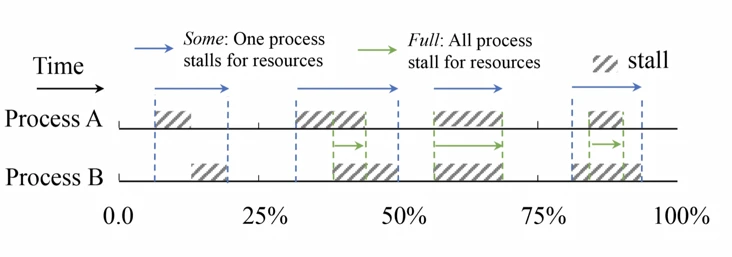 Some: One process
stalls for resources
Full: All process
stall for resources
stall
Time
Process A
Process B
0.0 25% 50% 75% 100%